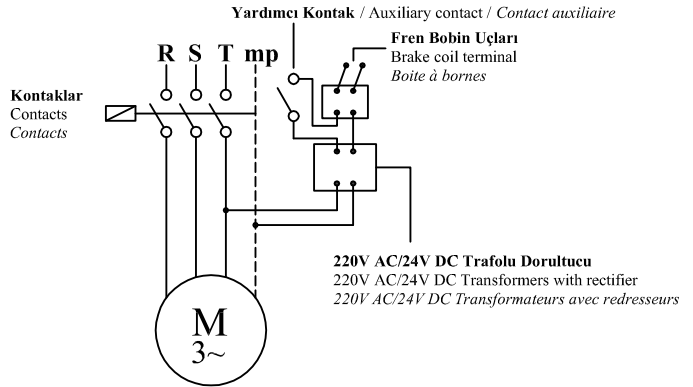 Yardımcı Kontak / Auxiliary contact / Contact auxiliaire
Fren Bobin Uçları
Brake coil terminal
Boite à bornes
R S T mp
Kontaklar
Contacts
Contacts
220V AC/24V DC Trafolu Dorultucu
220V AC/24V DC Transformers with rectifier
220V AC/24V DC Transformateurs avec redresseurs
M
3~